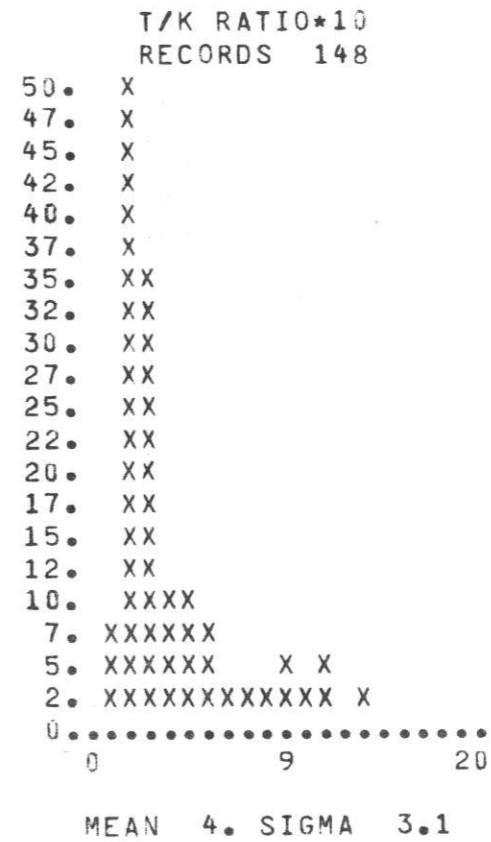 T/K RATIO*10
RECORDS 148
50. X
47. X
45. X
42. X
40. X
37. X
35. XX
32. XX
30. XX
27. XX
25. XX
22. XX
20. XX
17. XX
15. XX
12. XX
10. XXXX
7. XXXXXX
5. XXXXXX X X
2. XXXXXXXXXXXX X
0......................
0 9 20
MEAN 4. SIGMA 3.1